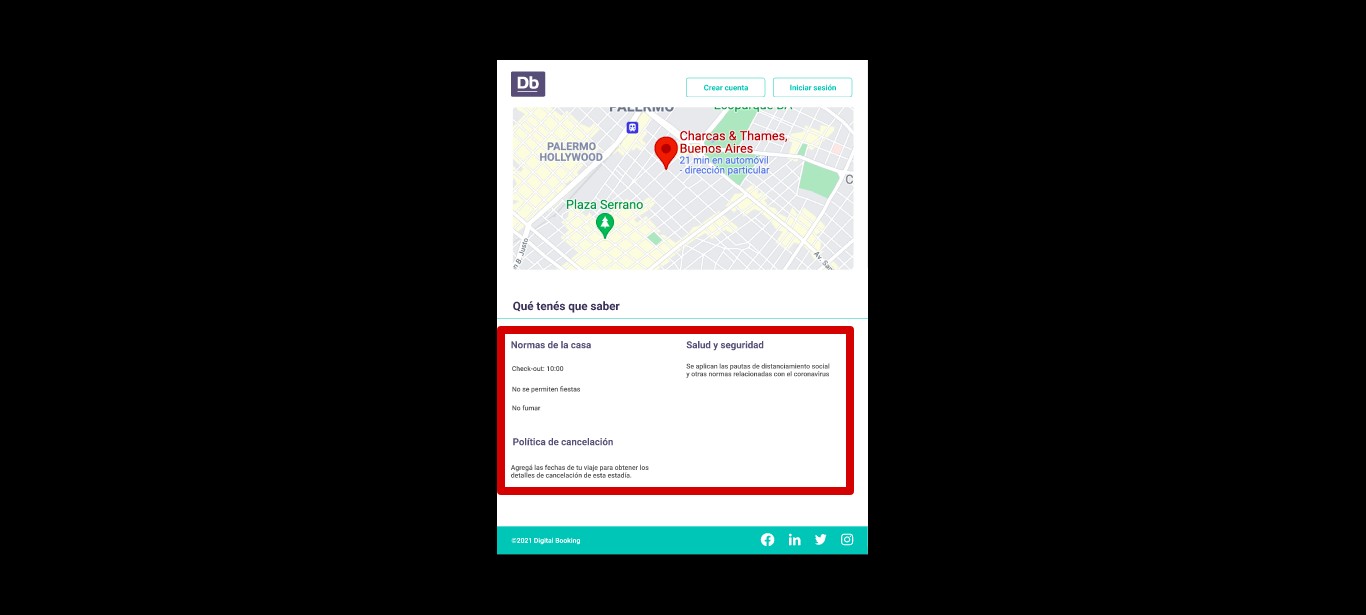 Db
Crear cuenta
Iniciar sesión
PALERMO
Ecoparque BA
PALERMO
HOLLYWOOD
Charcas & Thames,
Buenos Aires
21 min en automóvil
- dirección particular
C
Plaza Serrano
n B. Justo
Av. Sa
Qué tenés que saber
Normas de la casa
Check-out: 10:00
No se permiten fiestas
No fumar
Salud y seguridad
Se aplican las pautas de distanciamiento social
y otras normas relacionadas con el coronavirus
Política de cancelación
Agregá las fechas de tu viaje para obtener los
detalles de cancelación de esta estadía.
©2021 Digital Booking